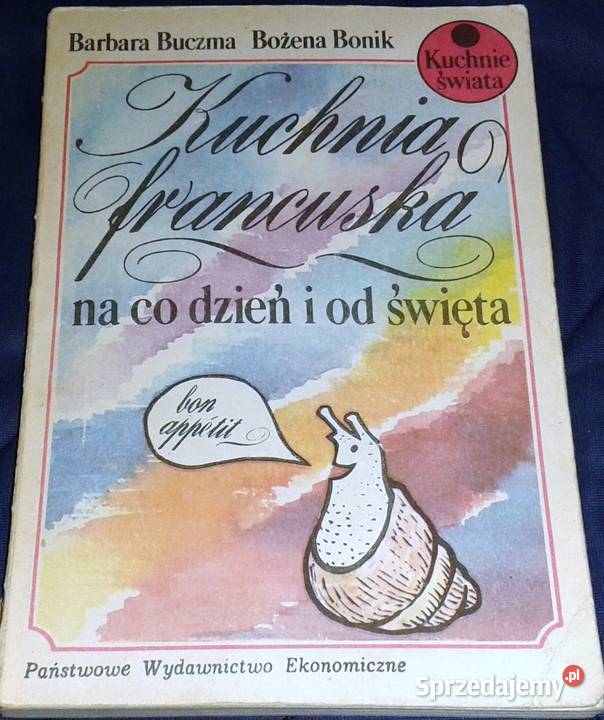 Barbara Buczma Bożena Bonik
Kuchnie
świata
Kuchnia
francuska
na co dzień i od święta
bon
appétit
Państwowe Wydawnictwo Ekonomiczne
Sprzedajemy.pl